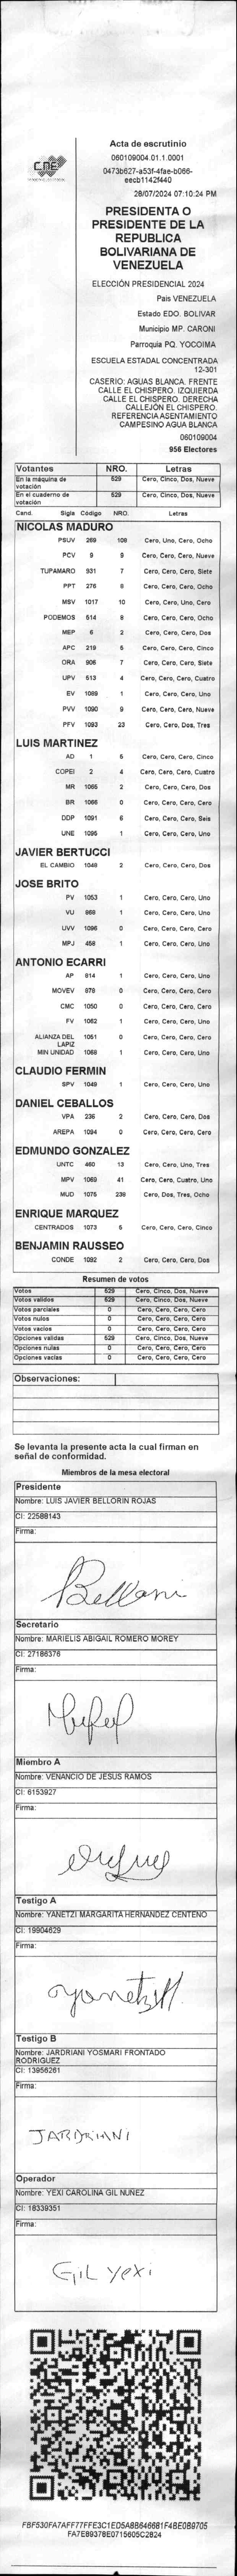 CNE
Acta de escrutinio
060109004.01.1.0001
0473b627-a53f-4fae-b066-
eecb1142f440
28/07/2024 07:10:24 PM
PRESIDENTA O
PRESIDENTE DE LA
REPUBLICA
BOLIVARIANA DE
VENEZUELA
ELECCIÓN PRESIDENCIAL 2024
Pais VENEZUELA
Estado EDO. BOLIVAR
Municipio MP. CARONI
Parroquia PQ. YOCOIMA
ESCUELA ESTADAL CONCENTRADA
12-301
CASERIO: AGUAS BLANCA. FRENTE
CALLE EL CHISPERO. IZQUIERDA
CALLE EL CHISPERO. DERECHA
CALLEJÓN EL CHISPERO.
REFERENCIA ASENTAMIENTO
CAMPESINO AGUA BLANCA
060109004
956 Electores
Votantes NRO. Letras
En la máquina de votación 529 Cero, Cinco, Dos, Nueve
En el cuaderno de votación 529 Cero, Cinco, Dos, Nueve
Cand. Sigla Código NRO. Letras
NICOLAS MADURO
PSUV 269 108 Cero, Uno, Cero, Ocho
PCV 9 9 Cero, Cero, Cero, Nueve
TUPAMARO 931 7 Cero, Cero, Cero, Siete
PPT 276 8 Cero, Cero, Cero, Ocho
MSV 1017 10 Cero, Cero, Uno, Cero
PODEMOS 514 8 Cero, Cero, Cero, Ocho
MEP 6 2 Cero, Cero, Cero, Dos
APC 219 5 Cero, Cero, Cero, Cinco
ORA 906 7 Cero, Cero, Cero, Siete
UPV 513 4 Cero, Cero, Cero, Cuatro
EV 1089 1 Cero, Cero, Cero, Uno
PVV 1090 9 Cero, Cero, Cero, Nueve
PFV 1093 23 Cero, Cero, Dos, Tres
LUIS MARTINEZ
AD 1 5 Cero, Cero, Cero, Cinco
COPEI 2 4 Cero, Cero, Cero, Cuatro
MR 1065 2 Cero, Cero, Cero, Dos
BR 1066 0 Cero, Cero, Cero, Cero
DDP 1091 6 Cero, Cero, Cero, Seis
UNE 1095 1 Cero, Cero, Cero, Uno
JAVIER BERTUCCI
EL CAMBIO 1048 2 Cero, Cero, Cero, Dos
JOSE BRITO
PV 1053 1 Cero, Cero, Cero, Uno
VU 969 1 Cero, Cero, Cero, Uno
UVV 1096 0 Cero, Cero, Cero, Cero
MPJ 458 1 Cero, Cero, Cero, Uno
ANTONIO ECARRI
AP 814 1 Cero, Cero, Cero, Uno
MOVEV 979 0 Cero, Cero, Cero, Cero
CMC 1050 0 Cero, Cero, Cero, Cero
FV 1062 1 Cero, Cero, Cero, Uno
ALIANZA DEL LAPIZ 1051 0 Cero, Cero, Cero, Cero
MIN UNIDAD 1068 1 Cero, Cero, Cero, Uno
CLAUDIO FERMIN
SPV 1049 1 Cero, Cero, Cero, Uno
DANIEL CEBALLOS
VPA 236 2 Cero, Cero, Cero, Dos
AREPA 1094 0 Cero, Cero, Cero, Cero
EDMUNDO GONZALEZ
UNTC 460 13 Cero, Cero, Uno, Tres
MPV 1069 41 Cero, Cero, Cuatro, Uno
MUD 1075 238 Cero, Dos, Tres, Ocho
ENRIQUE MARQUEZ
CENTRADOS 1073 5 Cero, Cero, Cero, Cinco
BENJAMIN RAUSSEO
CONDE 1092 2 Cero, Cero, Cero, Dos
Resumen de votos
Votos 529 Cero, Cinco, Dos, Nueve
Votos validos 529 Cero, Cinco, Dos, Nueve
Votos parciales 0 Cero, Cero, Cero, Cero
Votos nulos 0 Cero, Cero, Cero, Cero
Votos vacios 0 Cero, Cero, Cero, Cero
Opciones validas 529 Cero, Cinco, Dos, Nueve
Opciones nulas 0 Cero, Cero, Cero, Cero
Opciones vacias 0 Cero, Cero, Cero, Cero
Observaciones:
Se levanta la presente acta la cual firman en
señal de conformidad.
Miembros de la mesa electoral
Presidente
Nombre: LUIS JAVIER BELLORIN ROJAS
CI: 22588143
Firma:
Secretario
Nombre: MARIELIS ABIGAIL ROMERO MOREY
CI: 27186376
Firma:
Miembro A
Nombre: VENANCIO DE JESUS RAMOS
CI: 6153927
Firma:
Testigo A
Nombre: YANETZI MARGARITA HERNANDEZ CENTENO
CI: 19904629
Firma:
Testigo B
Nombre: JARDRIANI YOSMARI FRONTADO
RODRIGUEZ
CI: 13956261
Firma:
JARDRIANI
Operador
Nombre: YEXI CAROLINA GIL NUÑEZ
CI: 18339351
Firma:
GIL Yexi
FBF530FA7AFF77FFE3C1ED5A8B646681F4BE0B9705
FA7E89378E0715605C2824